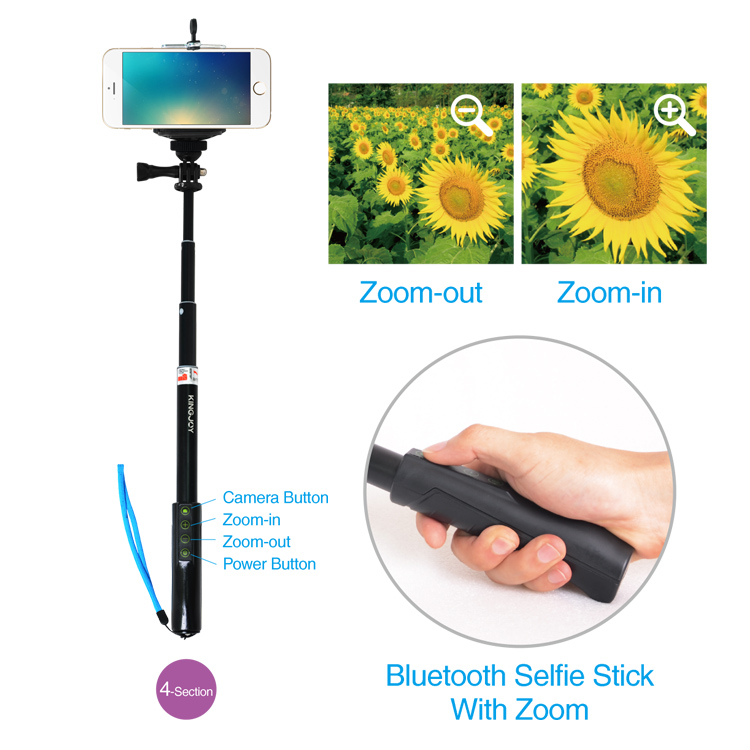 Zoom-out
Zoom-in
KINGJOY
Camera Button
Zoom-in
Zoom-out
Power Button
4-Section
Bluetooth Selfie Stick
With Zoom